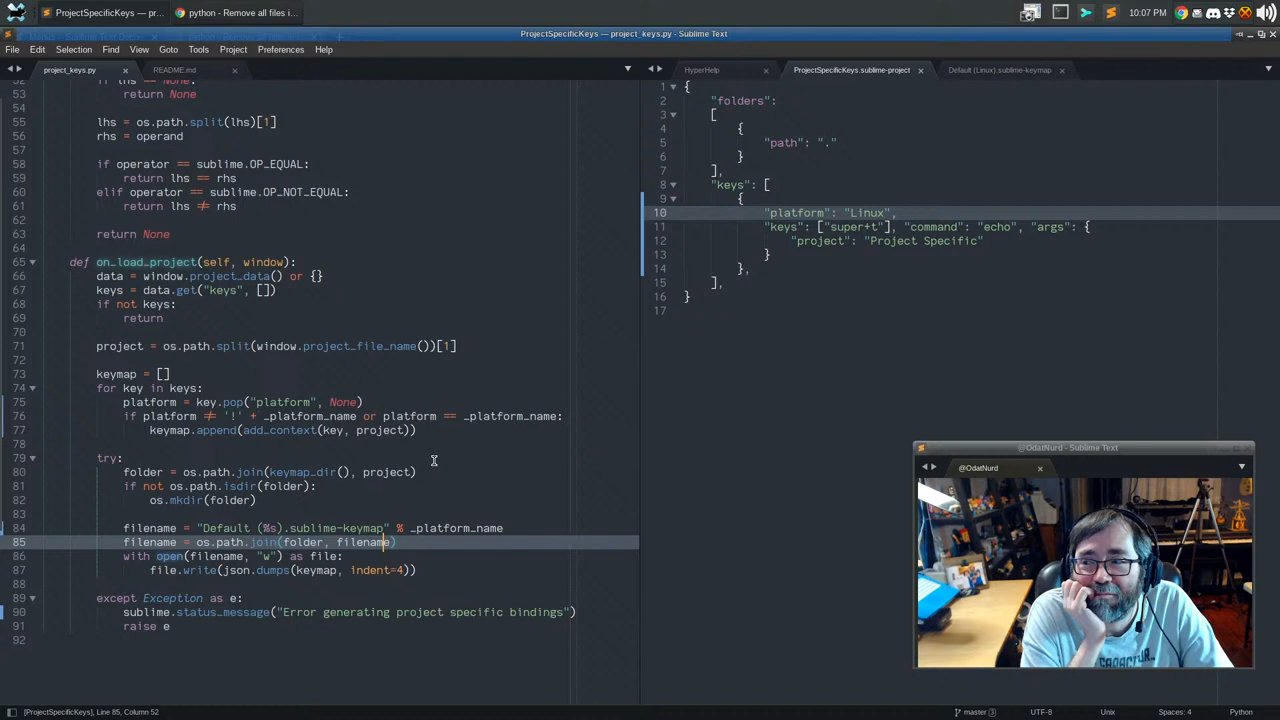 ProjectSpecificKeys — pro...
python - Remove all files i...
10:07 PM
ProjectSpecificKeys — project_keys.py - Sublime Text
File Edit Selection Find View Goto Tools Project Preferences Help
project_keys.py
README.md
53 return None
54
55 lhs = os.path.split(lhs)[1]
56 rhs = operand
57
58 if operator == sublime.OP_EQUAL:
59 return lhs == rhs
60 elif operator == sublime.OP_NOT_EQUAL:
61 return lhs ≠ rhs
62
63 return None
64
65 def on_load_project(self, window):
66 data = window.project_data() or {}
67 keys = data.get("keys", [])
68 if not keys:
69 return
70
71 project = os.path.split(window.project_file_name())[1]
72
73 keymap = []
74 for key in keys:
75 platform = key.pop("platform", None)
76 if platform ≠ '!' + _platform_name or platform == _platform_name:
77 keymap.append(add_context(key, project))
78
79 try:
80 folder = os.path.join(keymap_dir(), project)
81 if not os.path.isdir(folder):
82 os.mkdir(folder)
83
84 filename = "Default (%s).sublime-keymap" % _platform_name
85 filename = os.path.join(folder, filename)
86 with open(filename, "w") as file:
87 file.write(json.dumps(keymap, indent=4))
88
89 except Exception as e:
90 sublime.status_message("Error generating project specific bindings")
91 raise e
92
HyperHelp
ProjectSpecificKeys.sublime-project
Default (Linux).sublime-keymap
1 {
2 "folders":
3 [
4 {
5 "path": "."
6 }
7 ],
8 "keys": [
9 {
10 "platform": "Linux",
11 "keys": ["super+t"], "command": "echo", "args": {
12 "project": "Project Specific"
13 }
14 },
15 ],
16 }
17
@OdatNurd - Sublime Text
@OdatNurd
[ProjectSpecificKeys], Line 85, Column 52
master 3
UTF-8
Unix
Spaces: 4
Python